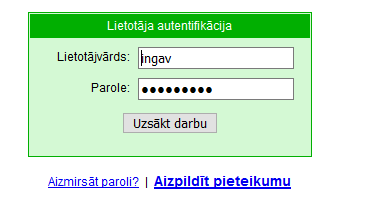 Lietotāja autentifikācija
Lietotājvārds: ingav
Parole: ●●●●●●●●●
Uzsākt darbu
Aizmirsāt paroli? | Aizpildīt pieteikumu